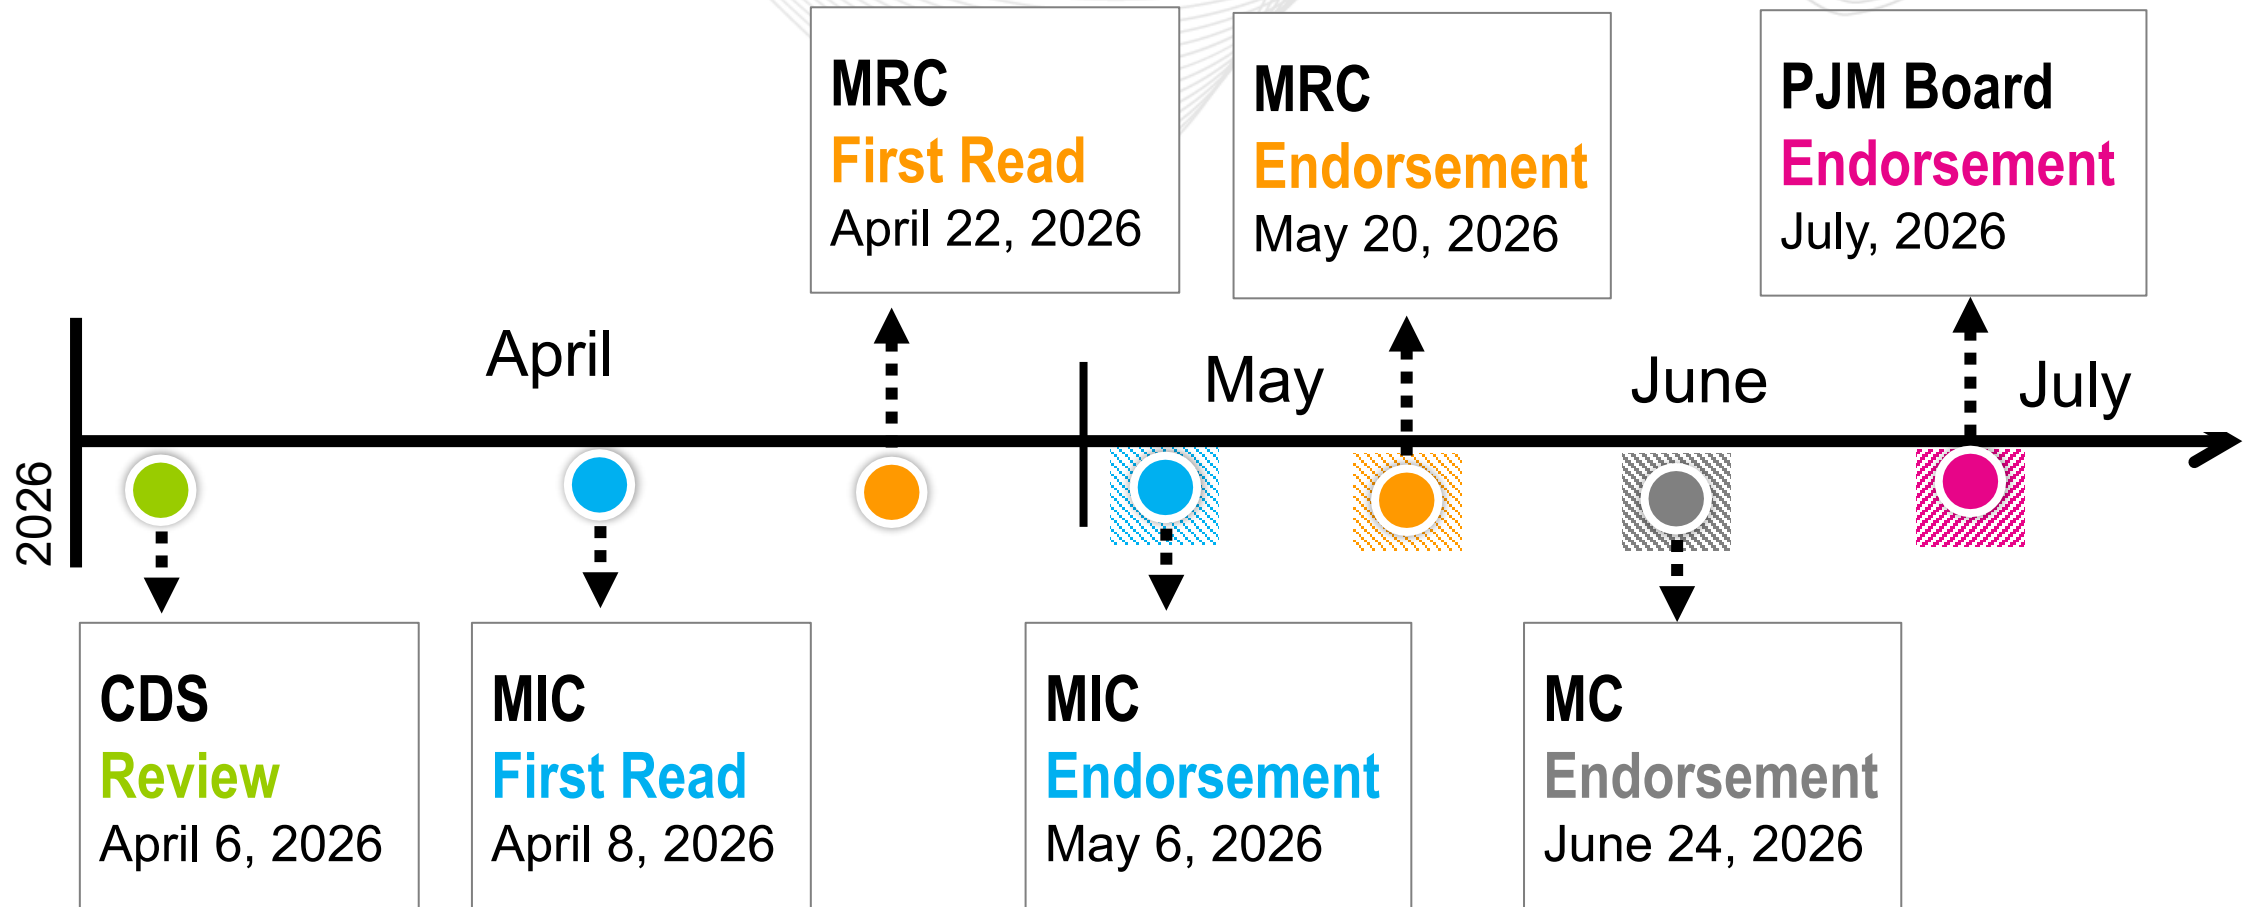 MRC
First Read
April 22, 2026
MRC
Endorsement
May 20, 2026
PJM Board
Endorsement
July, 2026
April
May
June
July
2026
CDS
Review
April 6, 2026
MIC
First Read
April 8, 2026
MIC
Endorsement
May 6, 2026
MC
Endorsement
June 24, 2026